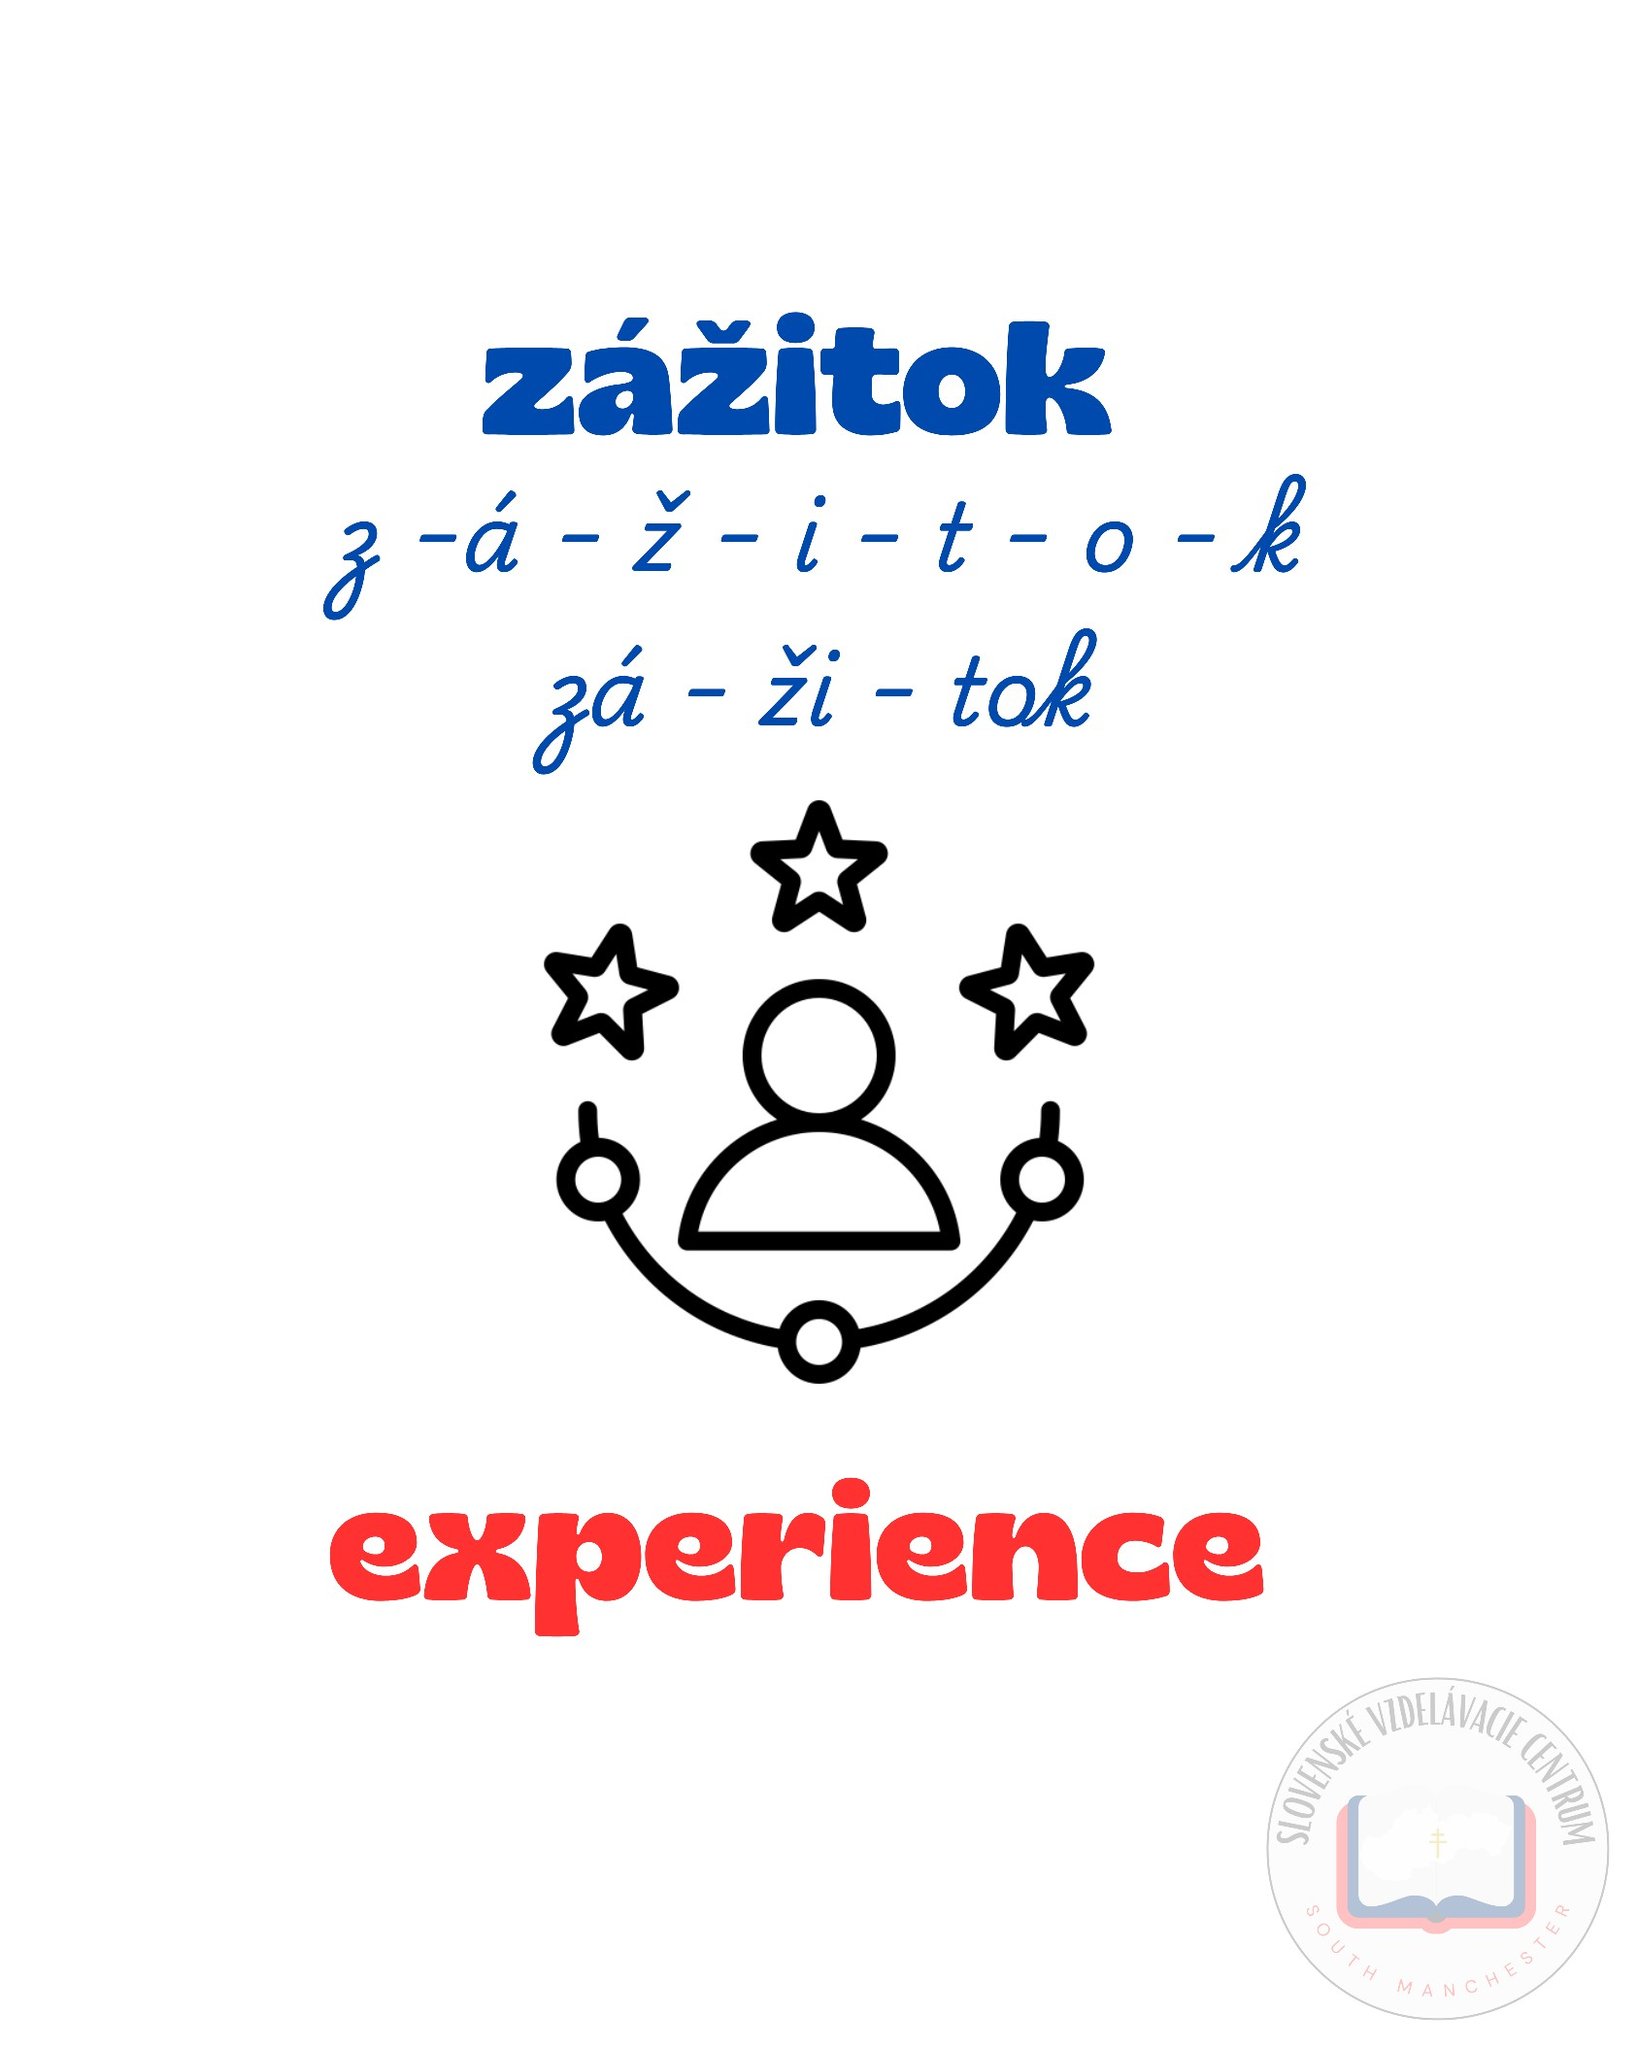 zážitok
z -á - ž - i - t - o - k
zá - ži - tok
experience
SLOVENSKÉ VZDELÁVACIE CENTRUM
SOUTH MANCHESTER